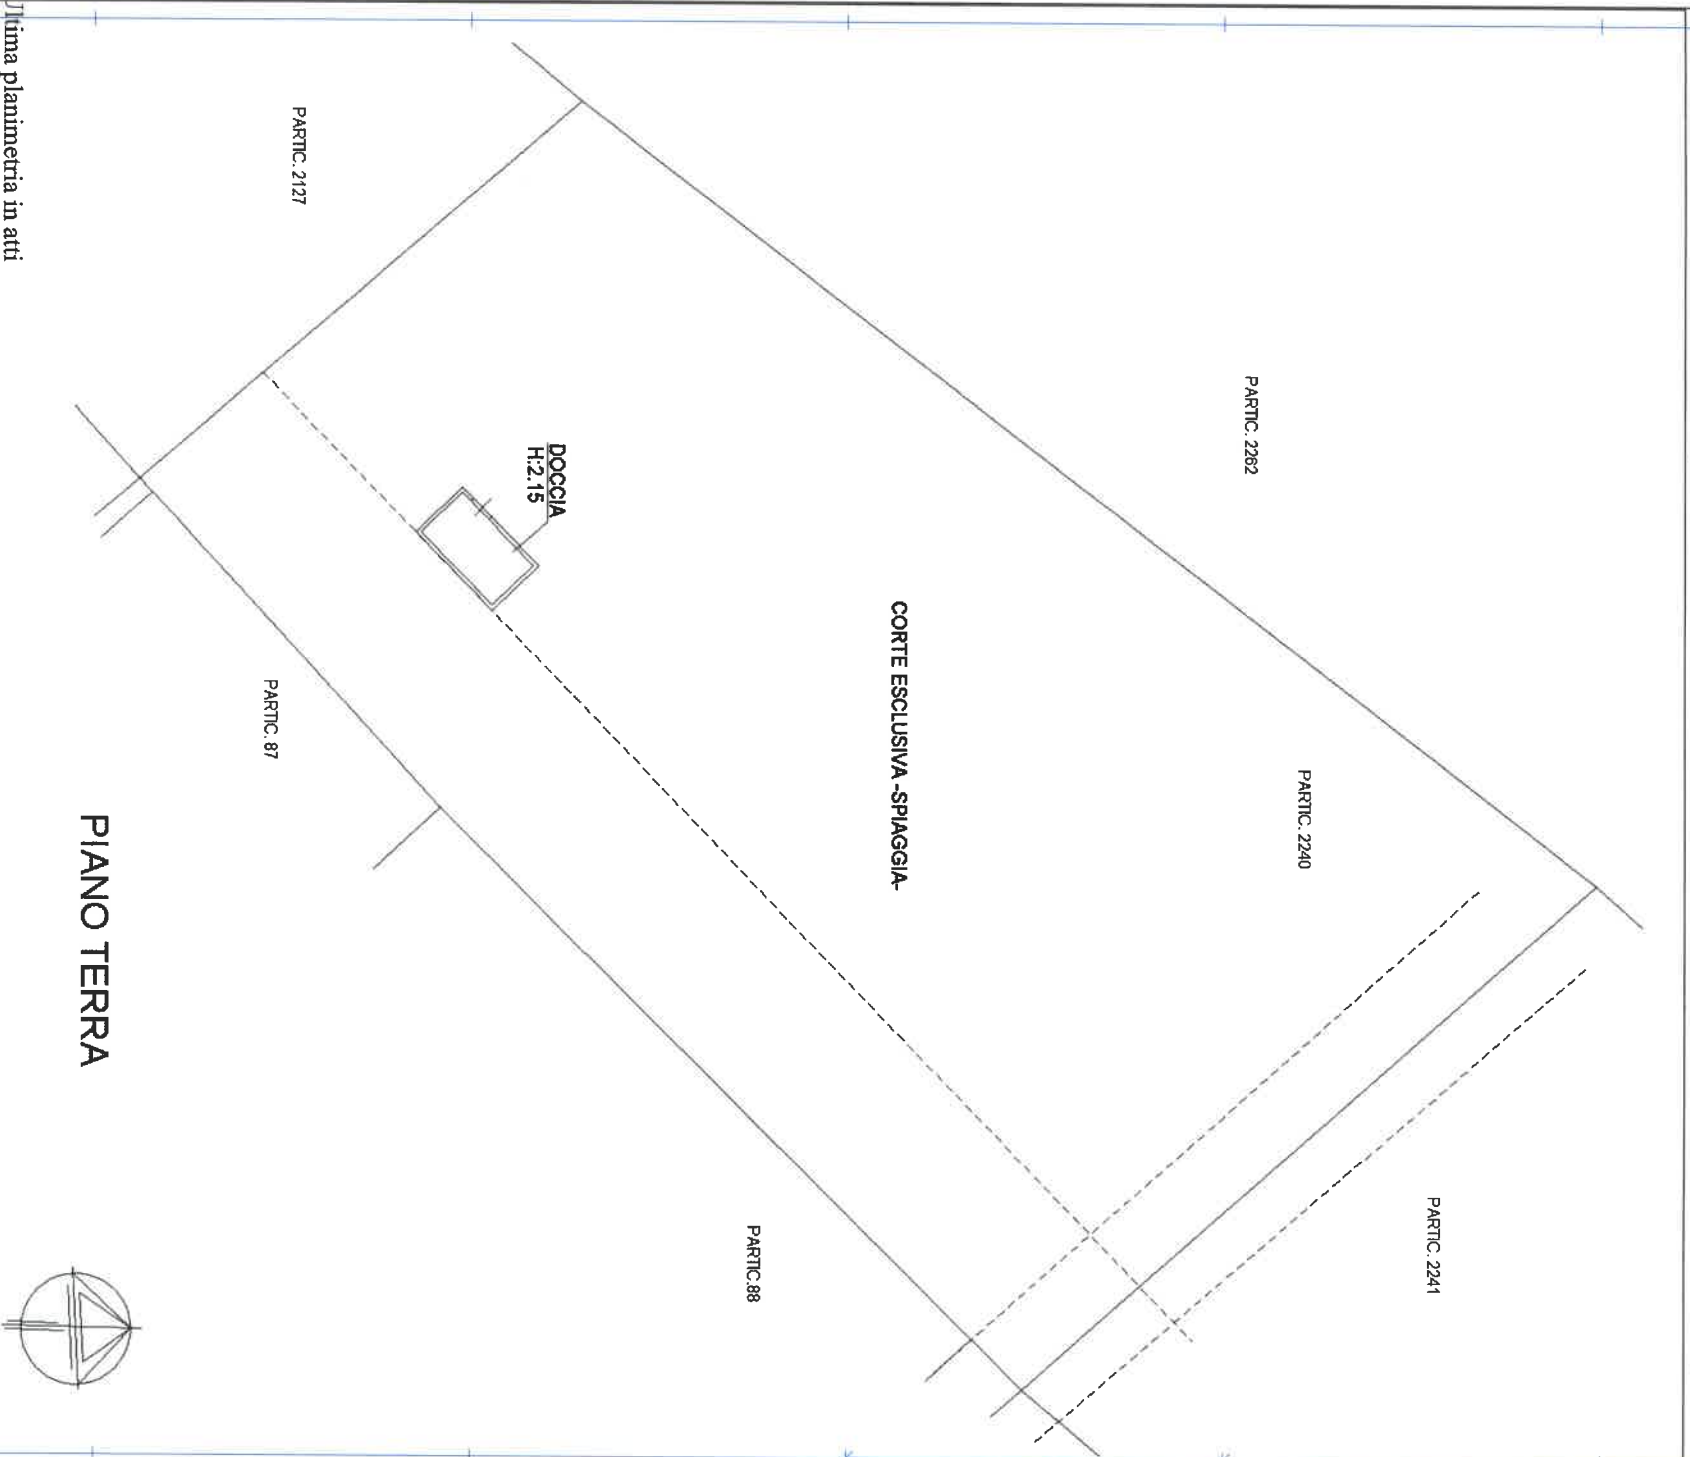 PARTIC. 2262
PARTIC. 2240
PARTIC. 2241
CORTE ESCLUSIVA -SPIAGGIA-
PARTIC.88
DOCCIA
H:2.15
PARTIC. 2127
PARTIC. 87
PIANO TERRA
Ultima planimetria in atti